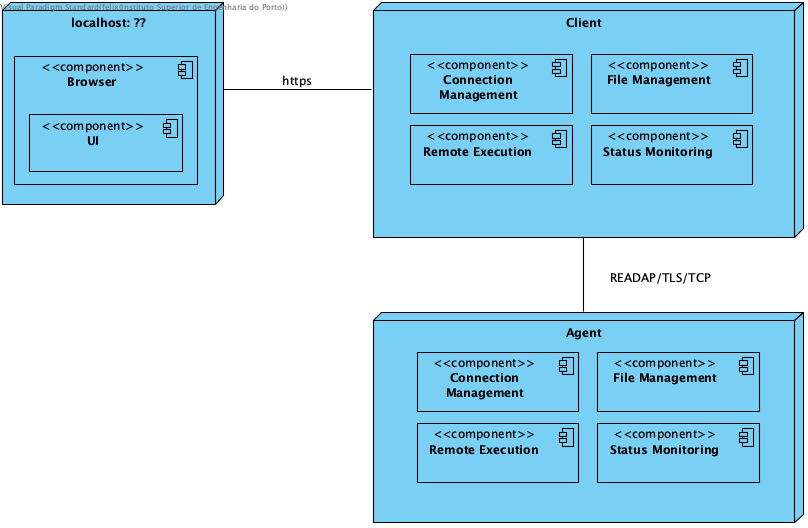 Visual Paradigm Standard(felix(Instituto Superior de Engenharia do Porto))
localhost: ??
<<component>>
Browser
<<component>>
UI
https
Client
<<component>>
Connection
Management
<<component>>
File Management
<<component>>
Remote Execution
<<component>>
Status Monitoring
READAP/TLS/TCP
Agent
<<component>>
Connection
Management
<<component>>
File Management
<<component>>
Remote Execution
<<component>>
Status Monitoring